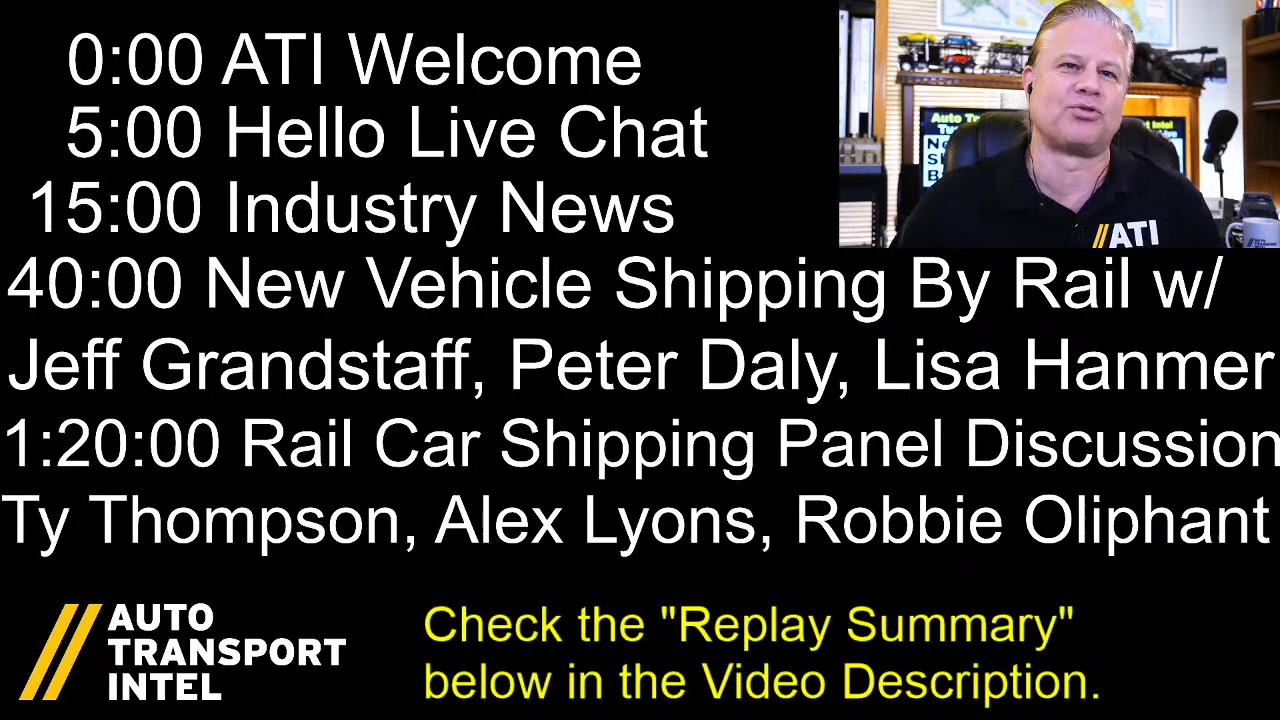 0:00 ATI Welcome
5:00 Hello Live Chat
15:00 Industry News
40:00 New Vehicle Shipping By Rail w/
Jeff Grandstaff, Peter Daly, Lisa Hanmer
1:20:00 Rail Car Shipping Panel Discussion
Ty Thompson, Alex Lyons, Robbie Oliphant
//ATI
AUTO
TRANSPORT
INTEL
Check the "Replay Summary"
below in the Video Description.